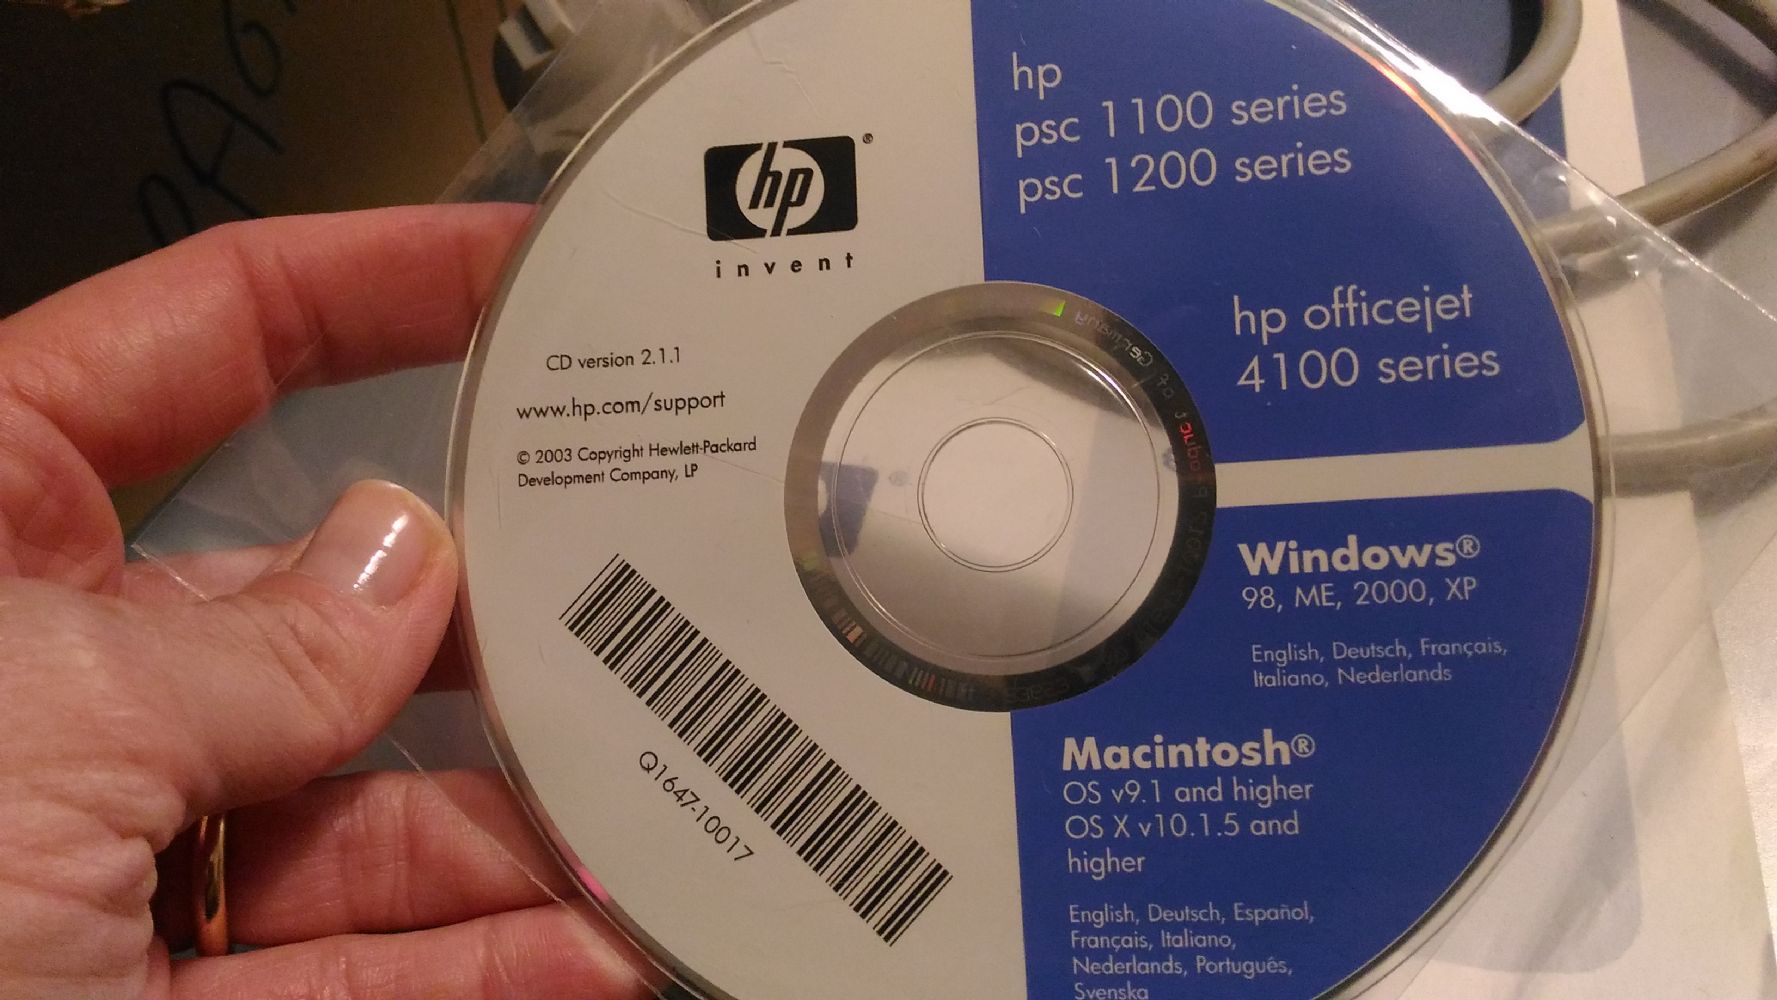 hp
invent
CD version 2.1.1
www.hp.com/support
© 2003 Copyright Hewlett-Packard
Development Company, LP
Q1647-10017
hp
psc 1100 series
psc 1200 series
hp officejet
4100 series
Windows®
98, ME, 2000, XP
English, Deutsch, Français,
Italiano, Nederlands
Macintosh®
OS v9.1 and higher
OS X v10.1.5 and
higher
English, Deutsch, Español,
Français, Italiano,
Nederlands, Português,
Svenska